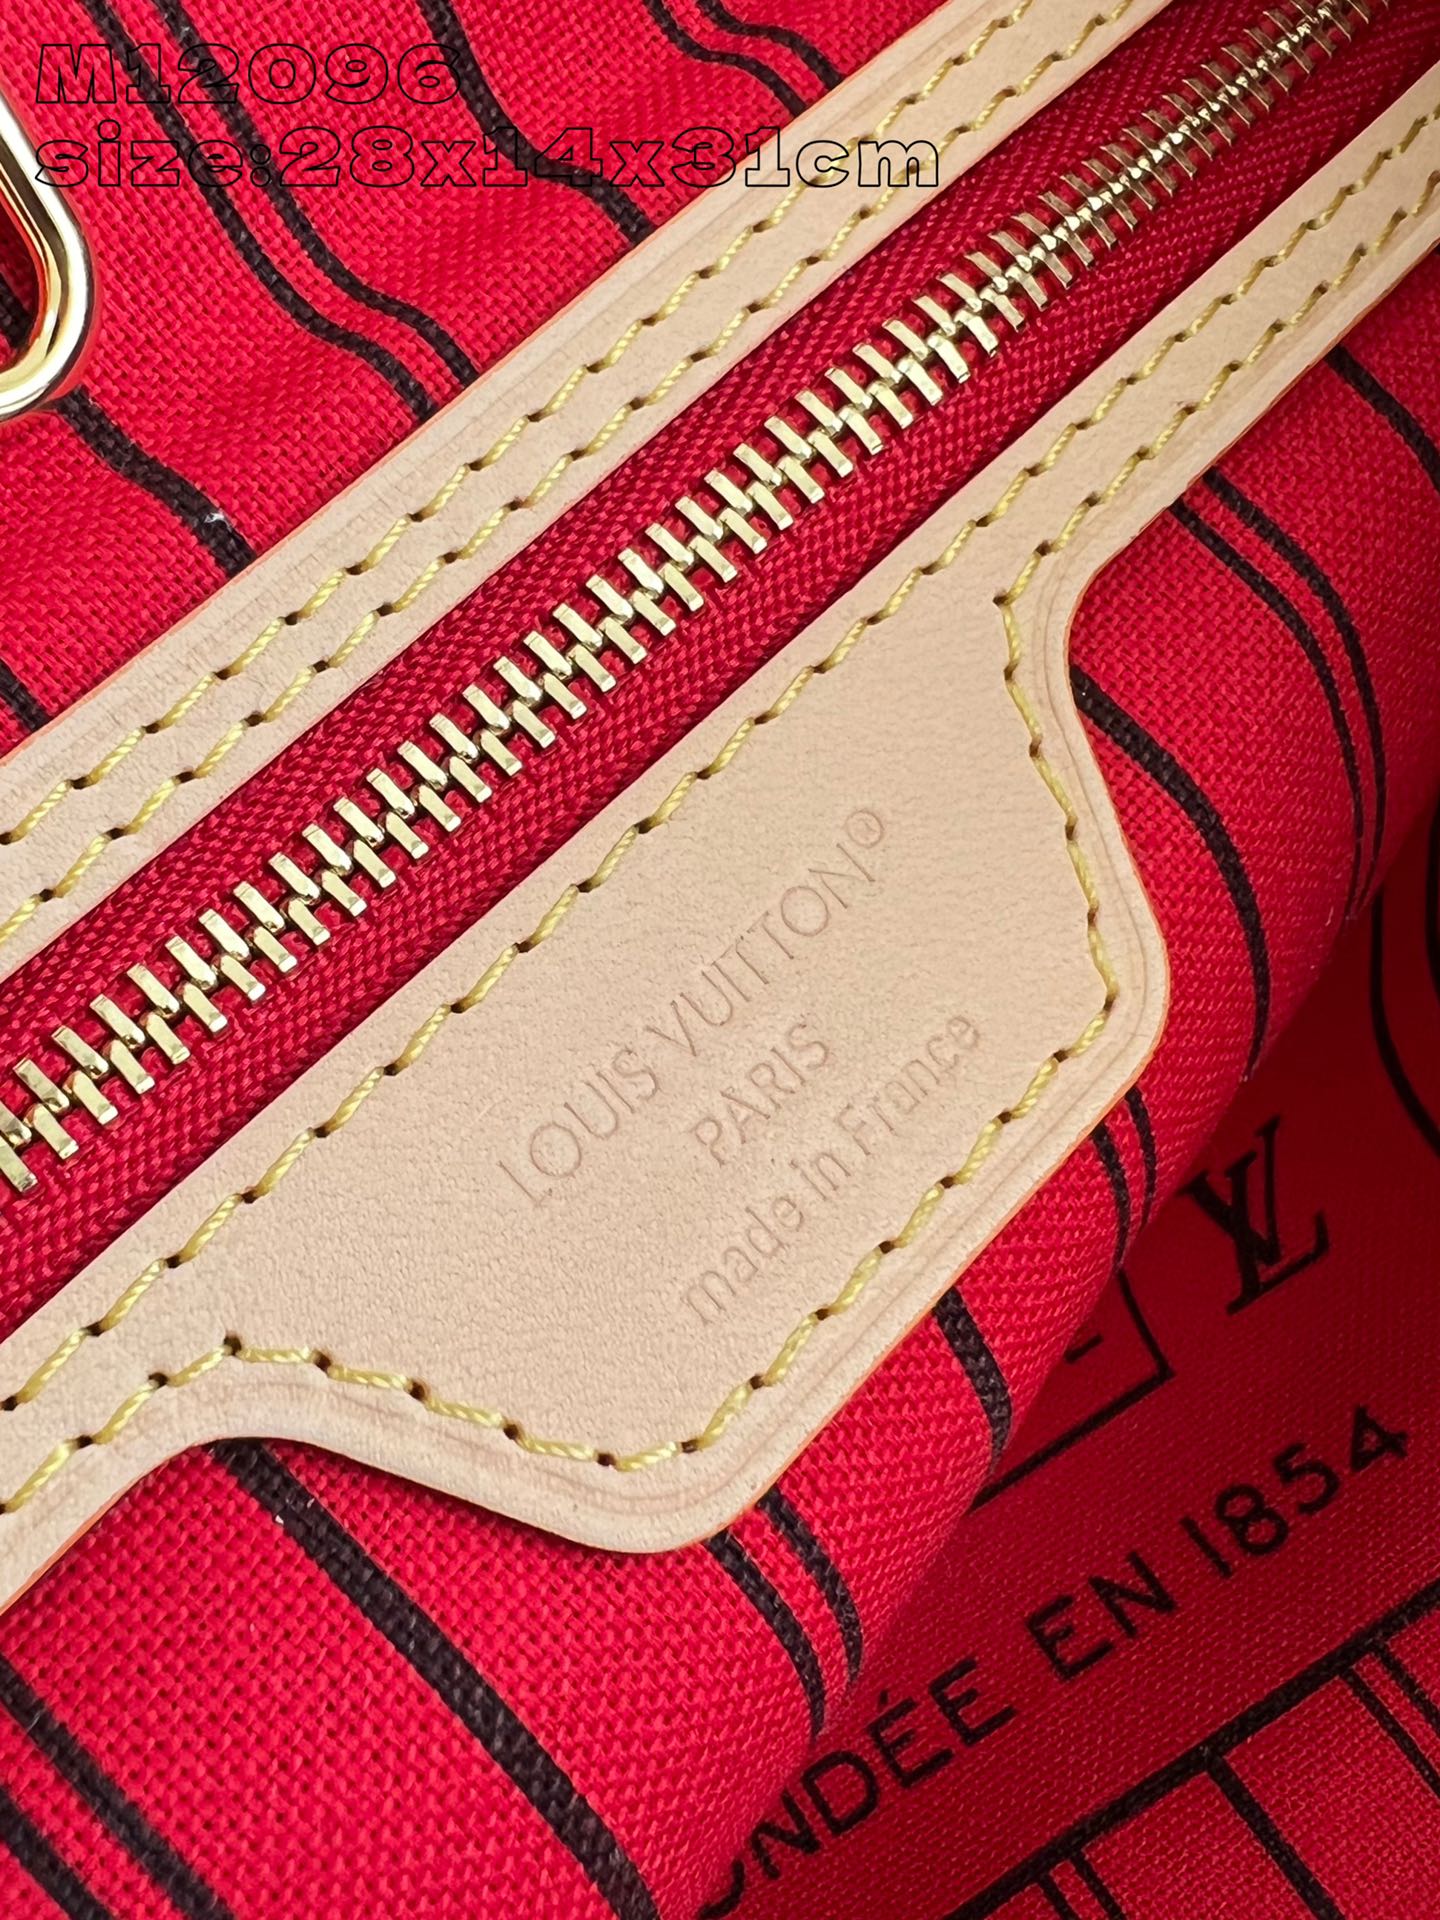 M12096
size:28x14x31cm
LOUIS VUITTON®
PARIS
made in France
LV
NDÉE EN 1854